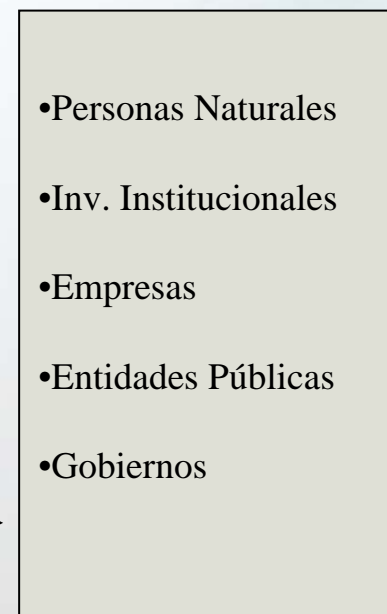 •Personas Naturales
•Inv. Institucionales
•Empresas
•Entidades Públicas
•Gobiernos